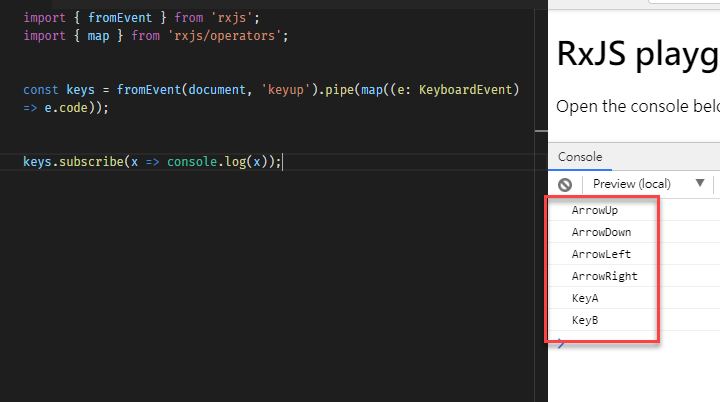 import { fromEvent } from 'rxjs';
import { map } from 'rxjs/operators';
const keys = fromEvent(document, 'keyup').pipe(map((e: KeyboardEvent)
=> e.code));
keys.subscribe(x => console.log(x));
RxJS playg
Open the console belo
Console
Preview (local)
ArrowUp
ArrowDown
ArrowLeft
ArrowRight
KeyA
KeyB